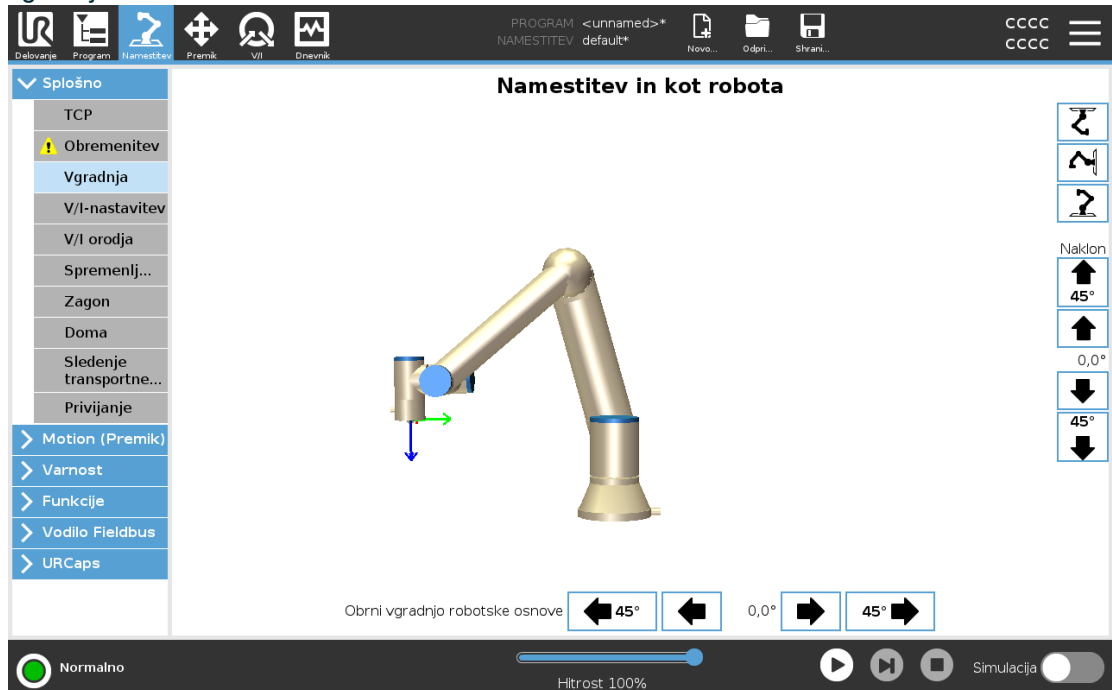 PROGRAM <unnamed>*
NAMESTITEV default*
CCCC
CCCC
Delovanje Program Namestitev Premik V/I Dnevnik Novo... Odpri... Shrani...
Splošno
TCP
Obremenitev
Vgradnja
V/I-nastavitev
V/I orodja
Spremenlj...
Zagon
Doma
Sledenje
transportne...
Privijanje
Motion (Premik)
Varnost
Funkcije
Vodilo Fieldbus
URCaps
Namestitev in kot robota
Naklon
45°
0,0°
45°
Obrni vgradnjo robotske osnove 45° 0,0° 45°
Normalno
Hitrost 100%
Simulacija